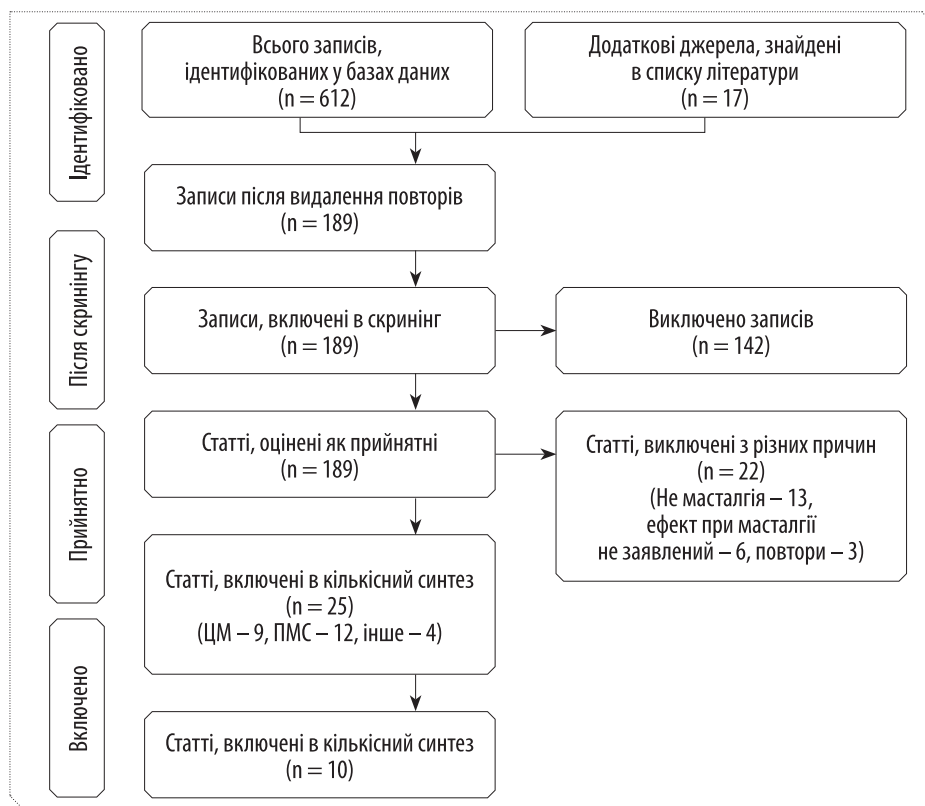 Ідентифіковано
Всього записів,
ідентифікованих у базах даних
(n = 612)
Додаткові джерела, знайдені
в списку літератури
(n = 17)
Записи після видалення повторів
(n = 189)
Після скринінгу
Записи, включені в скринінг
(n = 189)
Виключено записів
(n = 142)
Прийнятно
Статті, оцінені як прийнятні
(n = 189)
Статті, виключені з різних причин
(n = 22)
(Не масталгія – 13,
ефект при масталгії
не заявлений – 6, повтори – 3)
Статті, включені в кількісний синтез
(n = 25)
(ЦМ – 9, ПМС – 12, інше – 4)
Включено
Статті, включені в кількісний синтез
(n = 10)